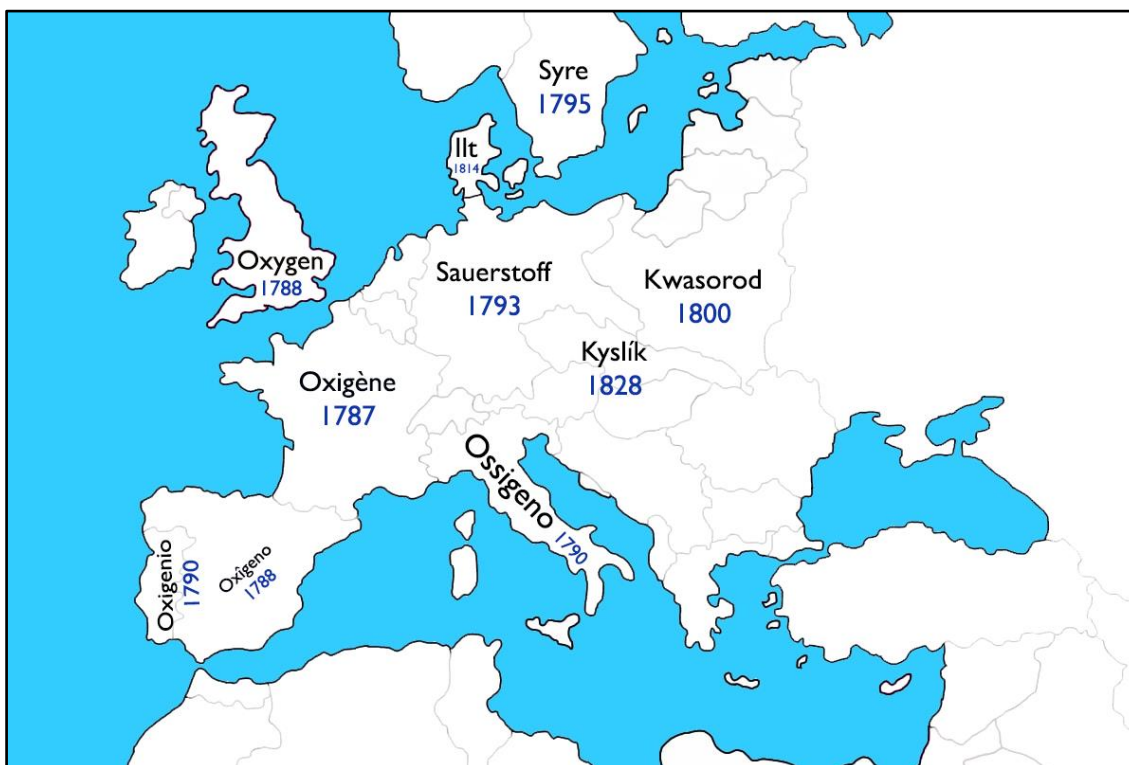 Syre
1795
Ilt
1814
Oxygen
1788
Sauerstoff
1793
Kwasorod
1800
Kyslík
1828
Oxigène
1787
Ossigeno
1790
Oxigenio
1790
Oxîgeno
1788